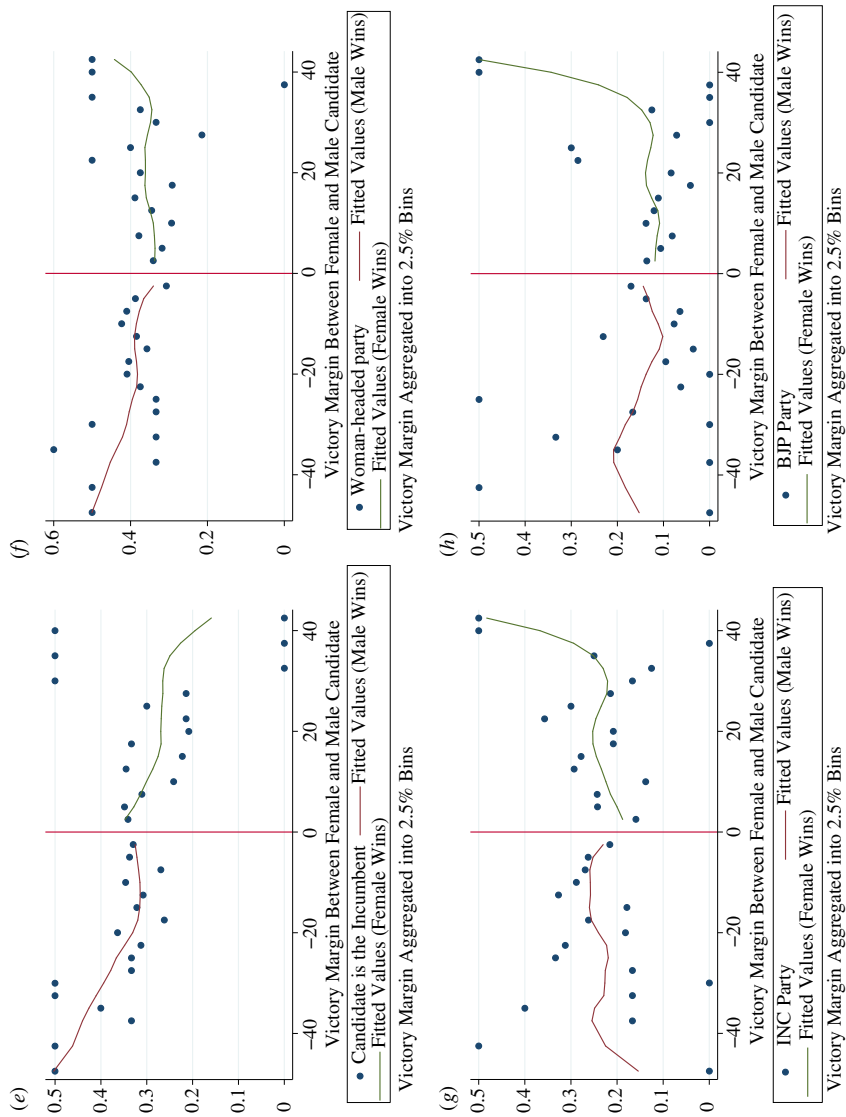 (e)
0.5
0.4
0.3
0.2
0.1
0
−40
−20
0
20
40
Victory Margin Between Female and Male Candidate
Candidate is the Incumbent
Fitted Values (Male Wins)
Fitted Values (Female Wins)
Victory Margin Aggregated into 2.5% Bins
(f)
0.6
0.4
0.2
0
−40
−20
0
20
40
Victory Margin Between Female and Male Candidate
Woman-headed party
Fitted Values (Male Wins)
Fitted Values (Female Wins)
Victory Margin Aggregated into 2.5% Bins
(g)
0.5
0.4
0.3
0.2
0.1
0
−40
−20
0
20
40
Victory Margin Between Female and Male Candidate
INC Party
Fitted Values (Male Wins)
Fitted Values (Female Wins)
Victory Margin Aggregated into 2.5% Bins
(h)
0.5
0.4
0.3
0.2
0.1
0
−40
−20
0
20
40
Victory Margin Between Female and Male Candidate
BJP Party
Fitted Values (Male Wins)
Fitted Values (Female Wins)
Victory Margin Aggregated into 2.5% Bins